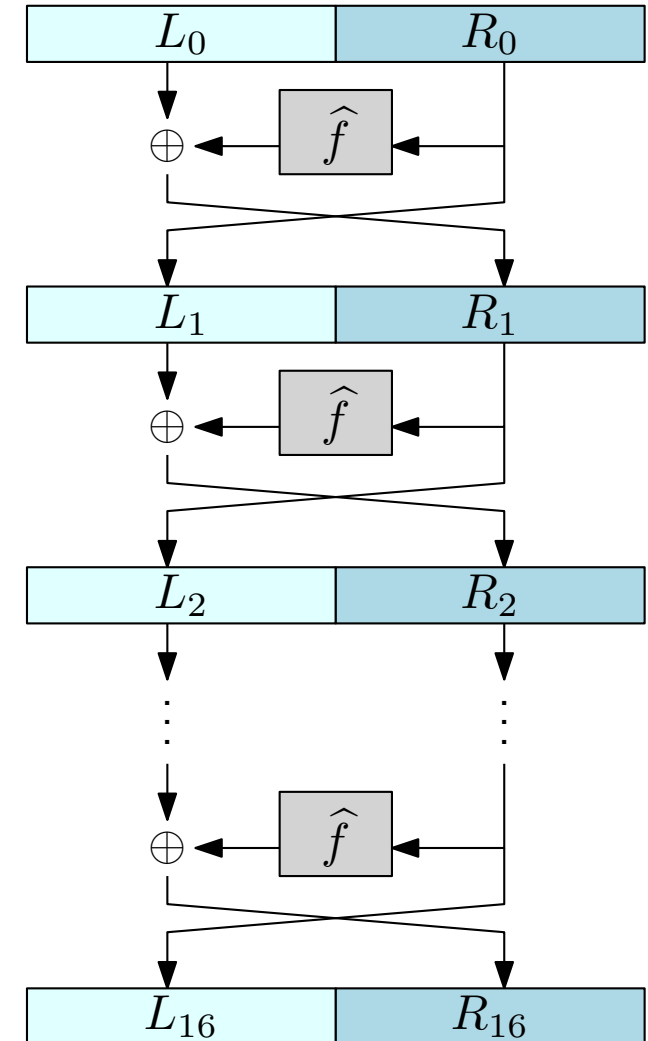 L₀ R₀
⊕ f̂
L₁ R₁
⊕ f̂
L₂ R₂
⋮ ⋮
⊕ f̂
L₁₆ R₁₆